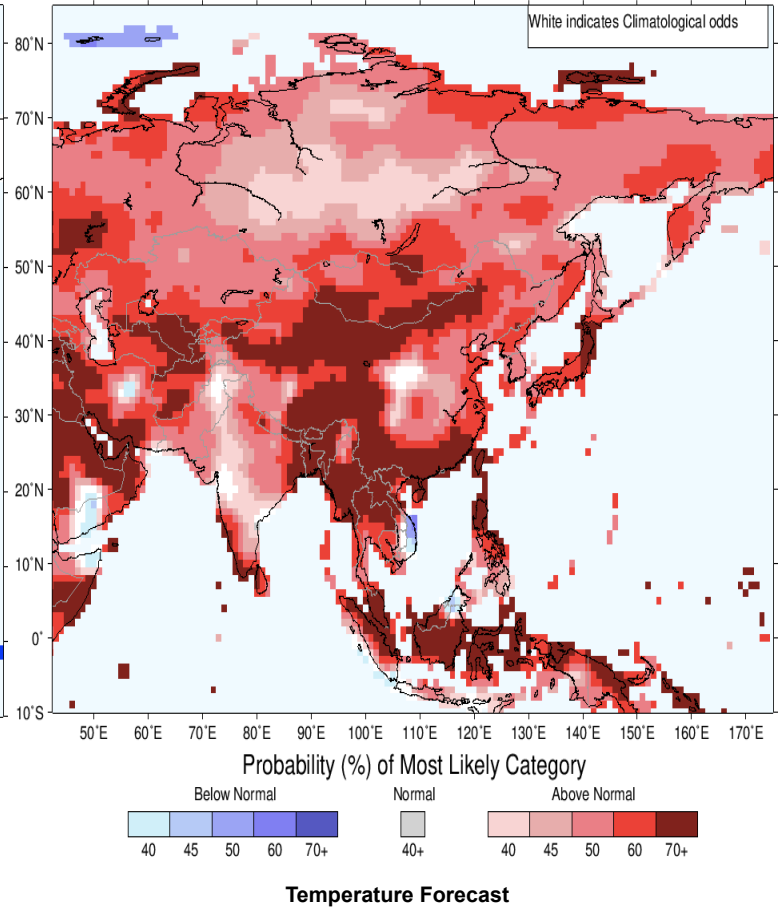 White indicates Climatological odds
80˚N
70˚N
60˚N
50˚N
40˚N
30˚N
20˚N
10˚N
0˚
10˚S
50˚E 60˚E 70˚E 80˚E 90˚E 100˚E 110˚E 120˚E 130˚E 140˚E 150˚E 160˚E 170˚E
Probability (%) of Most Likely Category
Below Normal Normal Above Normal
40 45 50 60 70+ 40+ 40 45 50 60 70+
Temperature Forecast